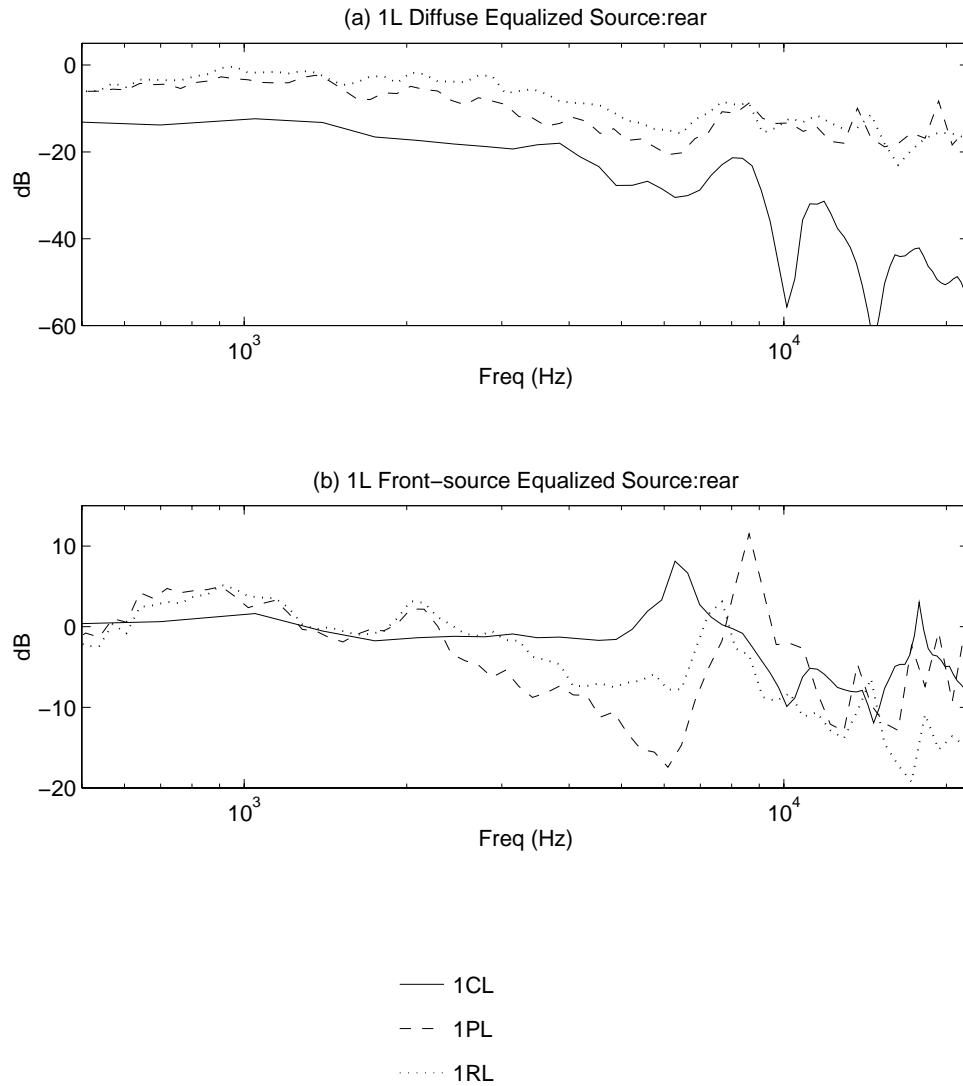 (a) 1L Diffuse Equalized Source:rear
0
−20
−40
−60
dB
10^3
10^4
Freq (Hz)
(b) 1L Front−source Equalized Source:rear
10
0
−10
−20
dB
10^3
10^4
Freq (Hz)
1CL
1PL
1RL